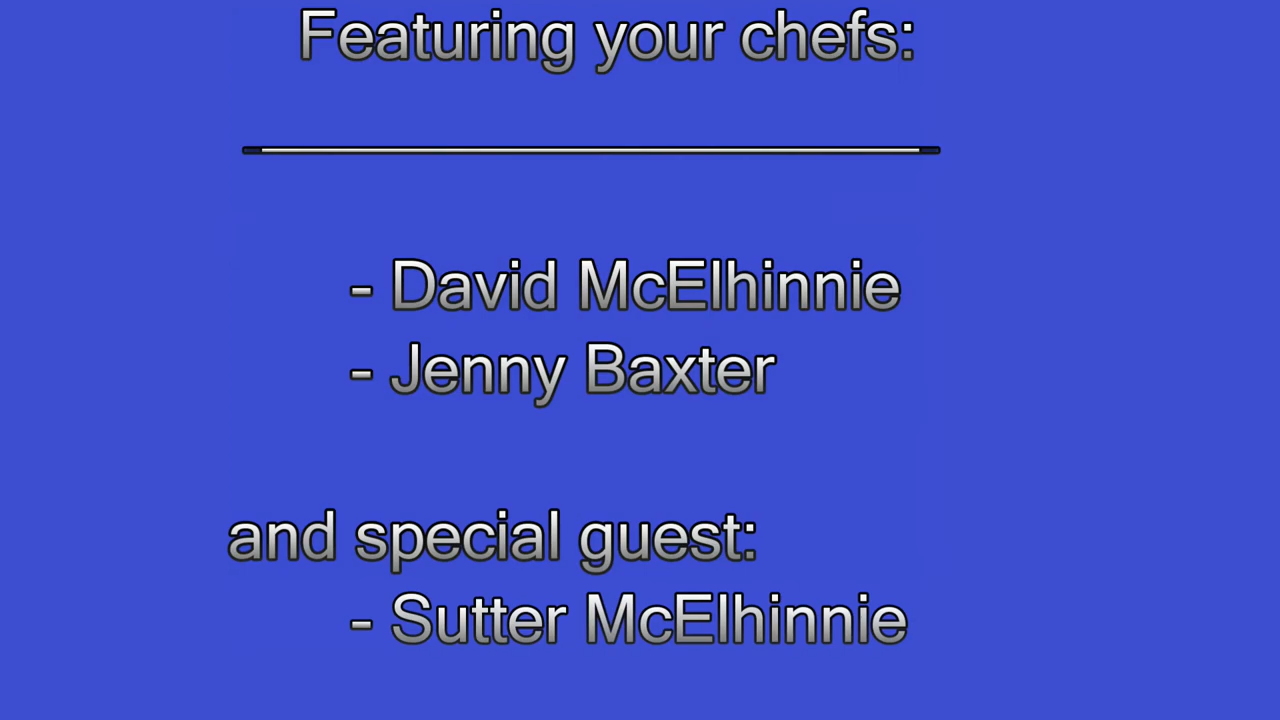 Featuring your chefs:
- David McElhinnie
- Jenny Baxter
and special guest:
- Sutter McElhinnie